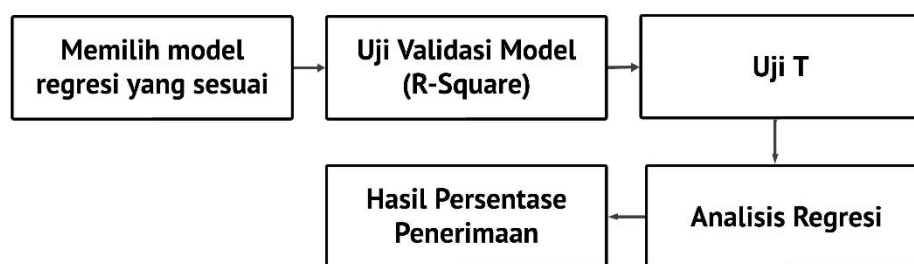 Memilih model
regresi yang sesuai
Uji Validasi Model
(R-Square)
Uji T
Analisis Regresi
Hasil Persentase
Penerimaan